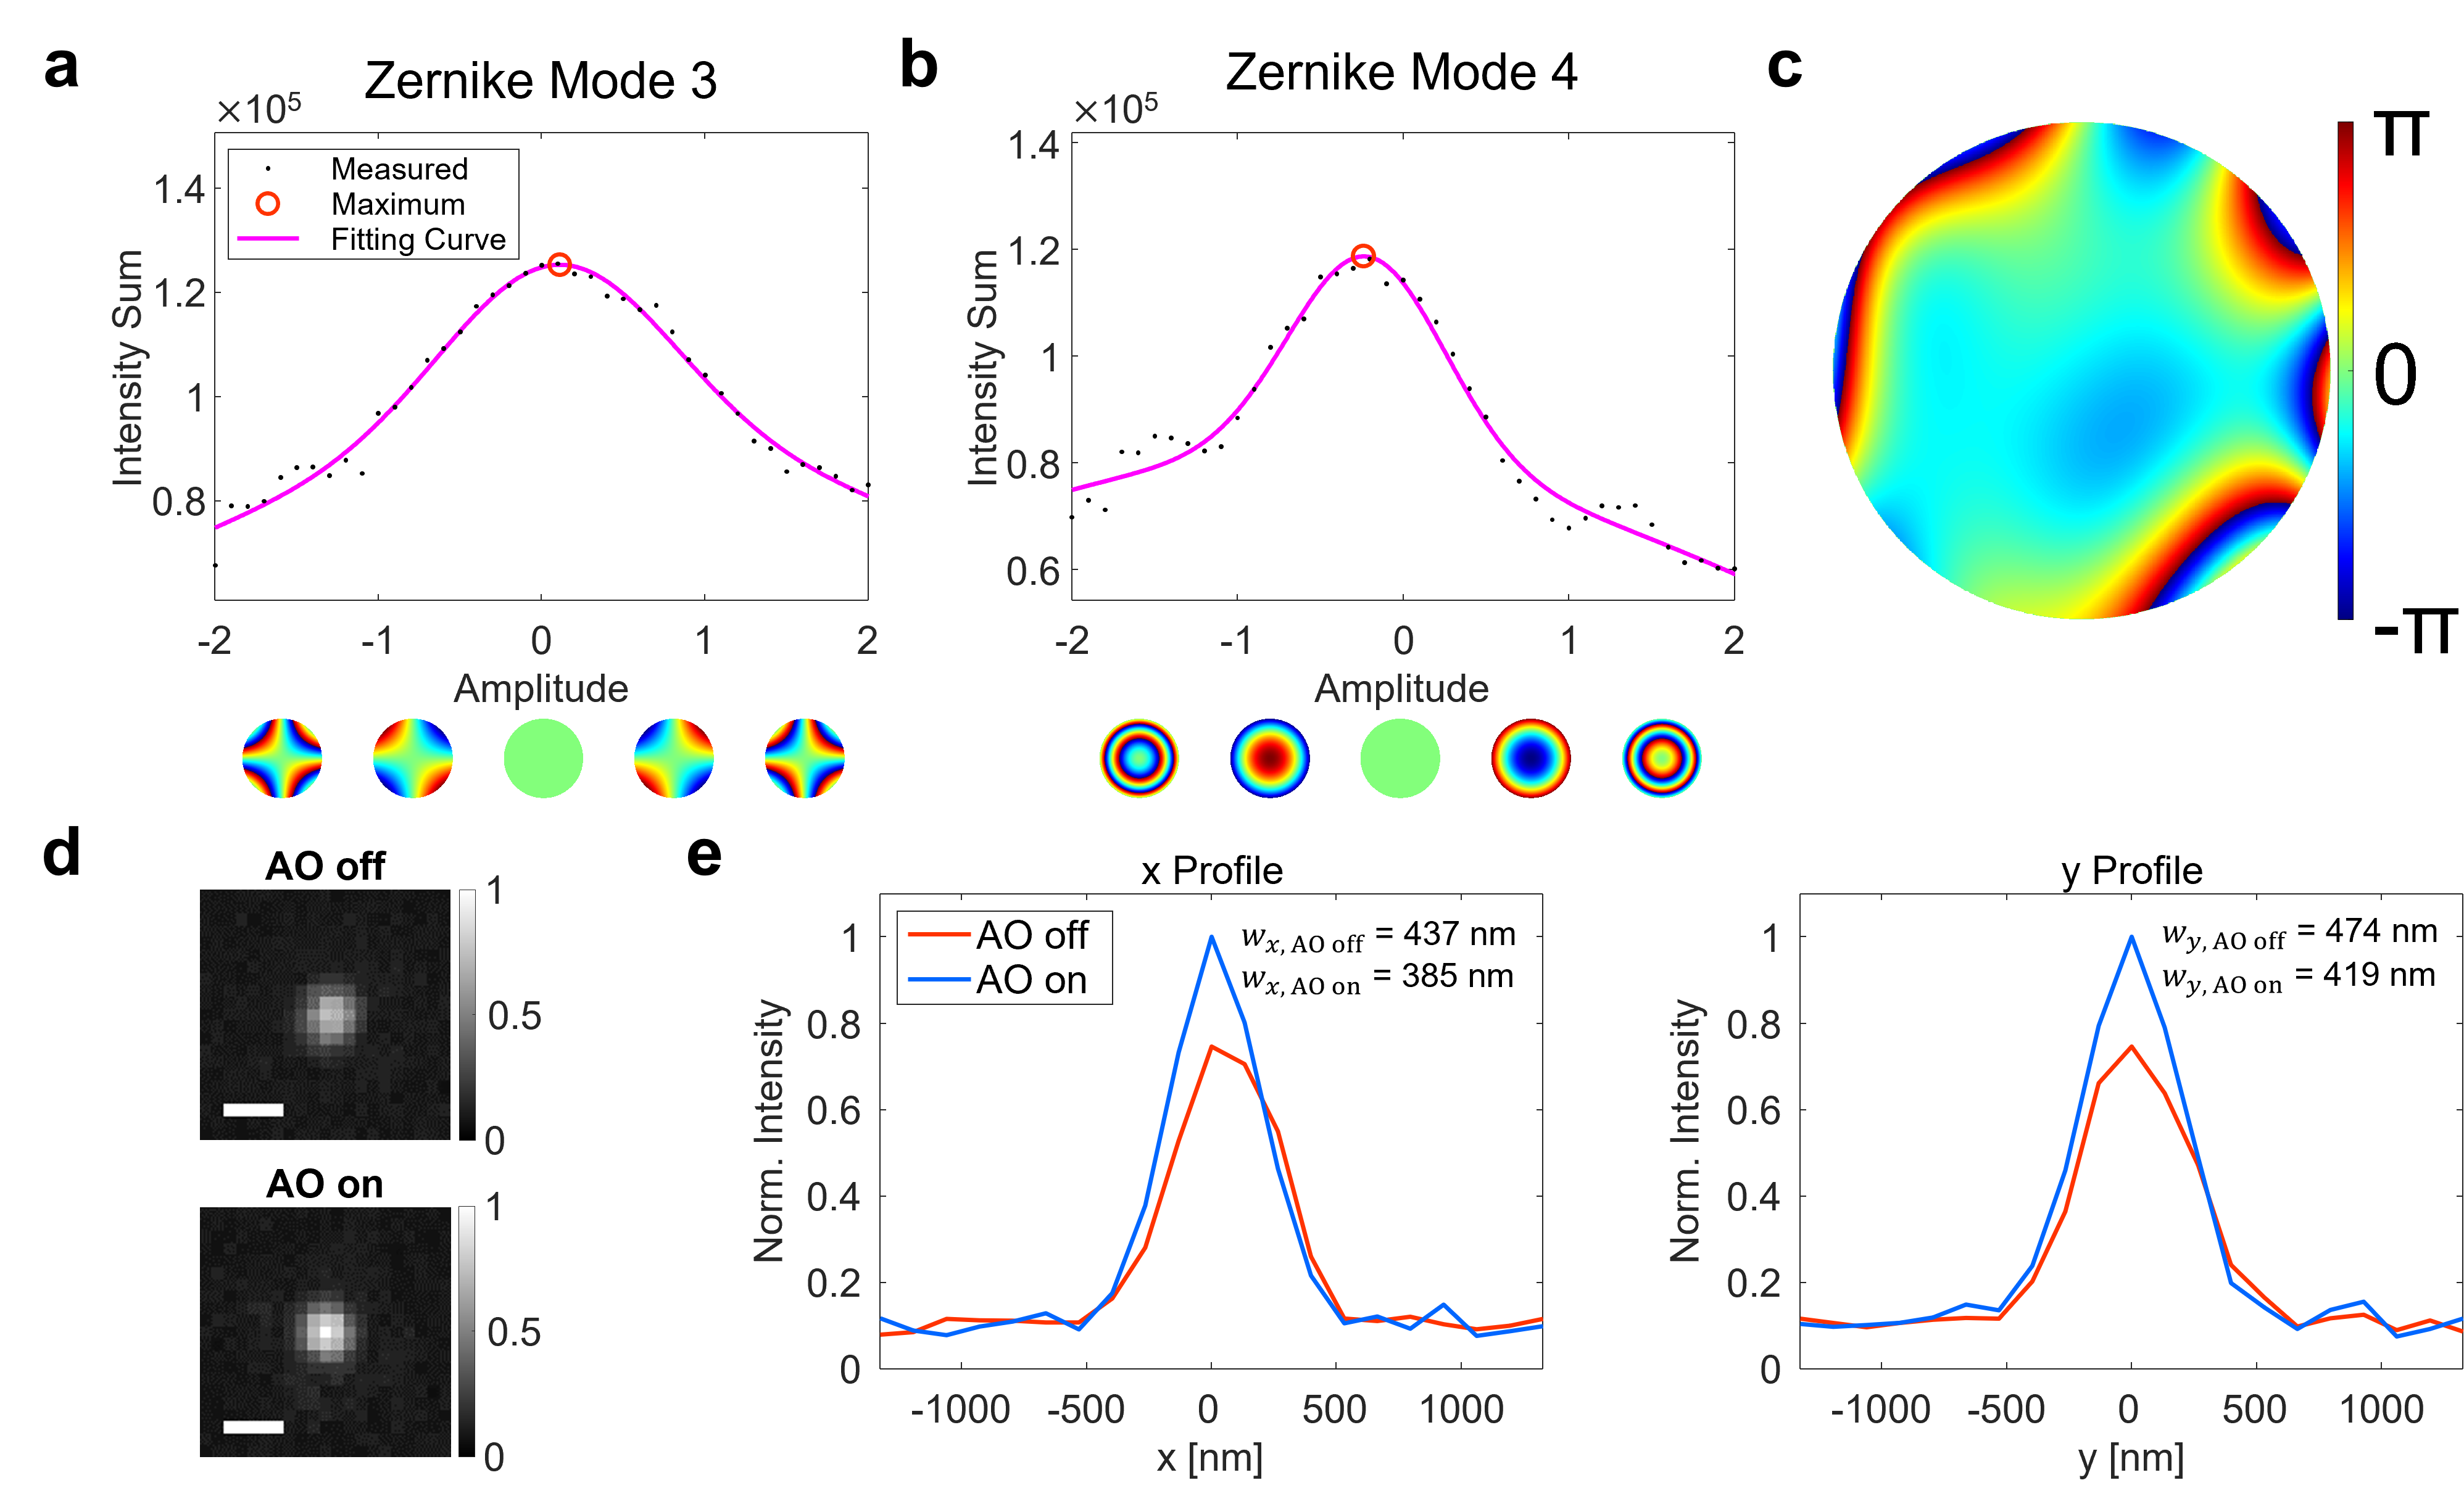 a
Zernike Mode 3
×10⁵
Measured
Maximum
Fitting Curve
1.4
1.2
1
0.8
Intensity Sum
-2 -1 0 1 2
Amplitude
b
Zernike Mode 4
×10⁵
1.4
1.2
1
0.8
0.6
Intensity Sum
-2 -1 0 1 2
Amplitude
c
π
0
-π
d
AO off
1
0.5
0
AO on
1
0.5
0
e
x Profile
AO off
AO on
wx, AO off = 437 nm
wx, AO on = 385 nm
1
0.8
0.6
0.4
0.2
0
Norm. Intensity
-1000 -500 0 500 1000
x [nm]
y Profile
wy, AO off = 474 nm
wy, AO on = 419 nm
1
0.8
0.6
0.4
0.2
0
Norm. Intensity
-1000 -500 0 500 1000
y [nm]